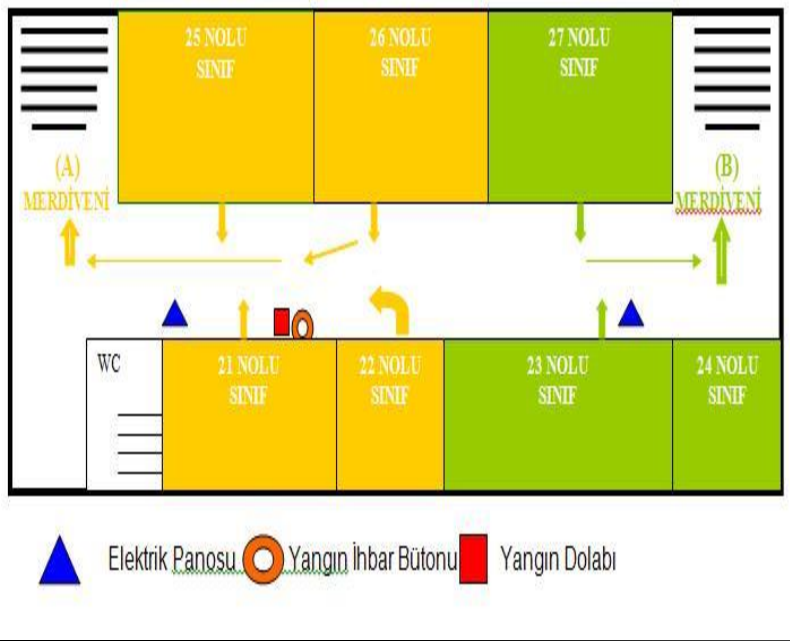 25 NOLU
SINIF
26 NOLU
SINIF
27 NOLU
SINIF
(A)
MERDİVENİ
(B)
MERDİVENİ
WC
21 NOLU
SINIF
22 NOLU
SINIF
23 NOLU
SINIF
24 NOLU
SINIF
Elektrik Panosu
Yangın İhbar Bütonu
Yangın Dolabı